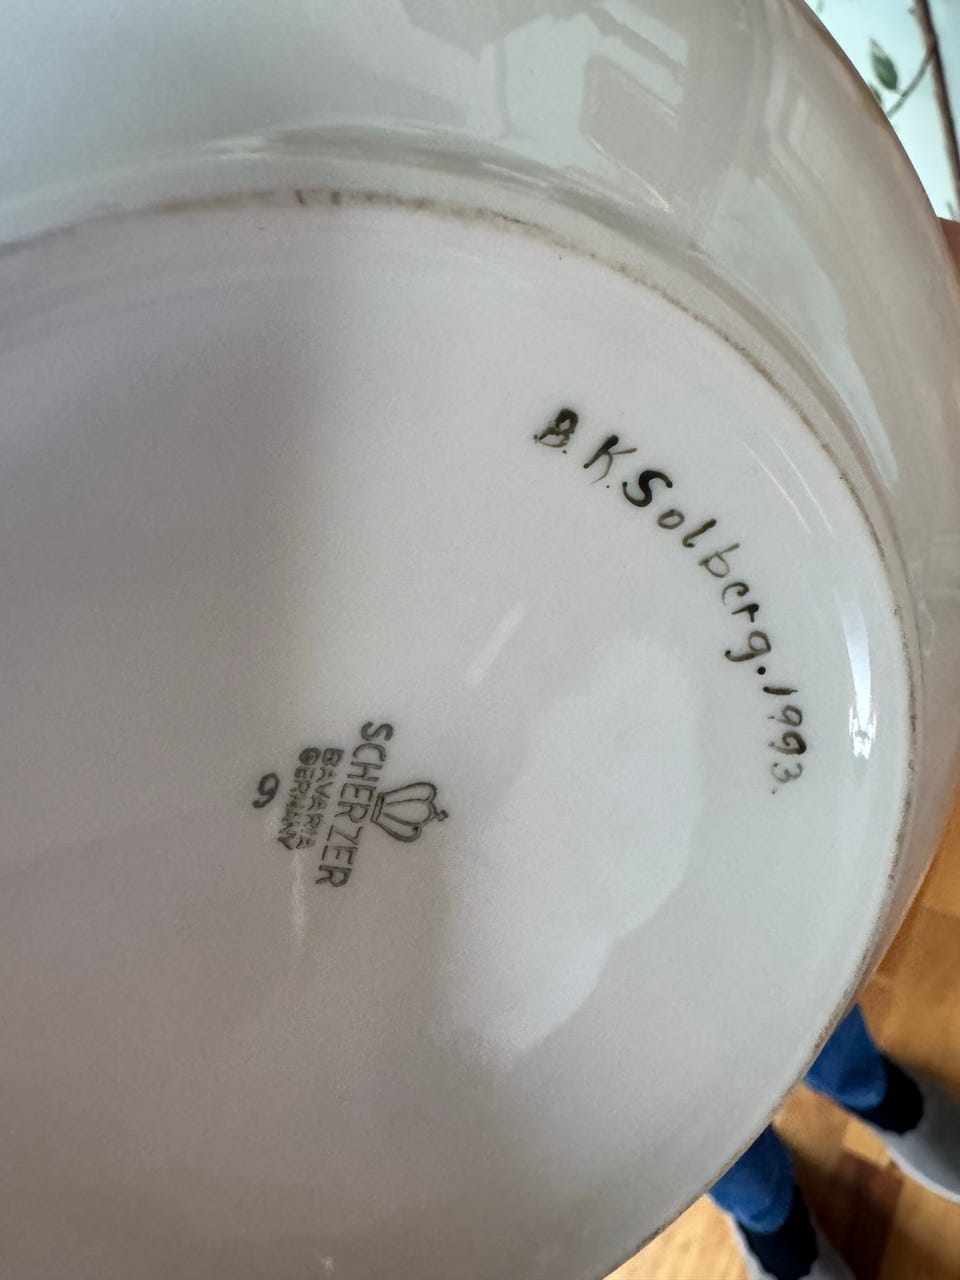 B.K.Solberg.1993.
SCHERZER
BAVARIA
GERMANY
9